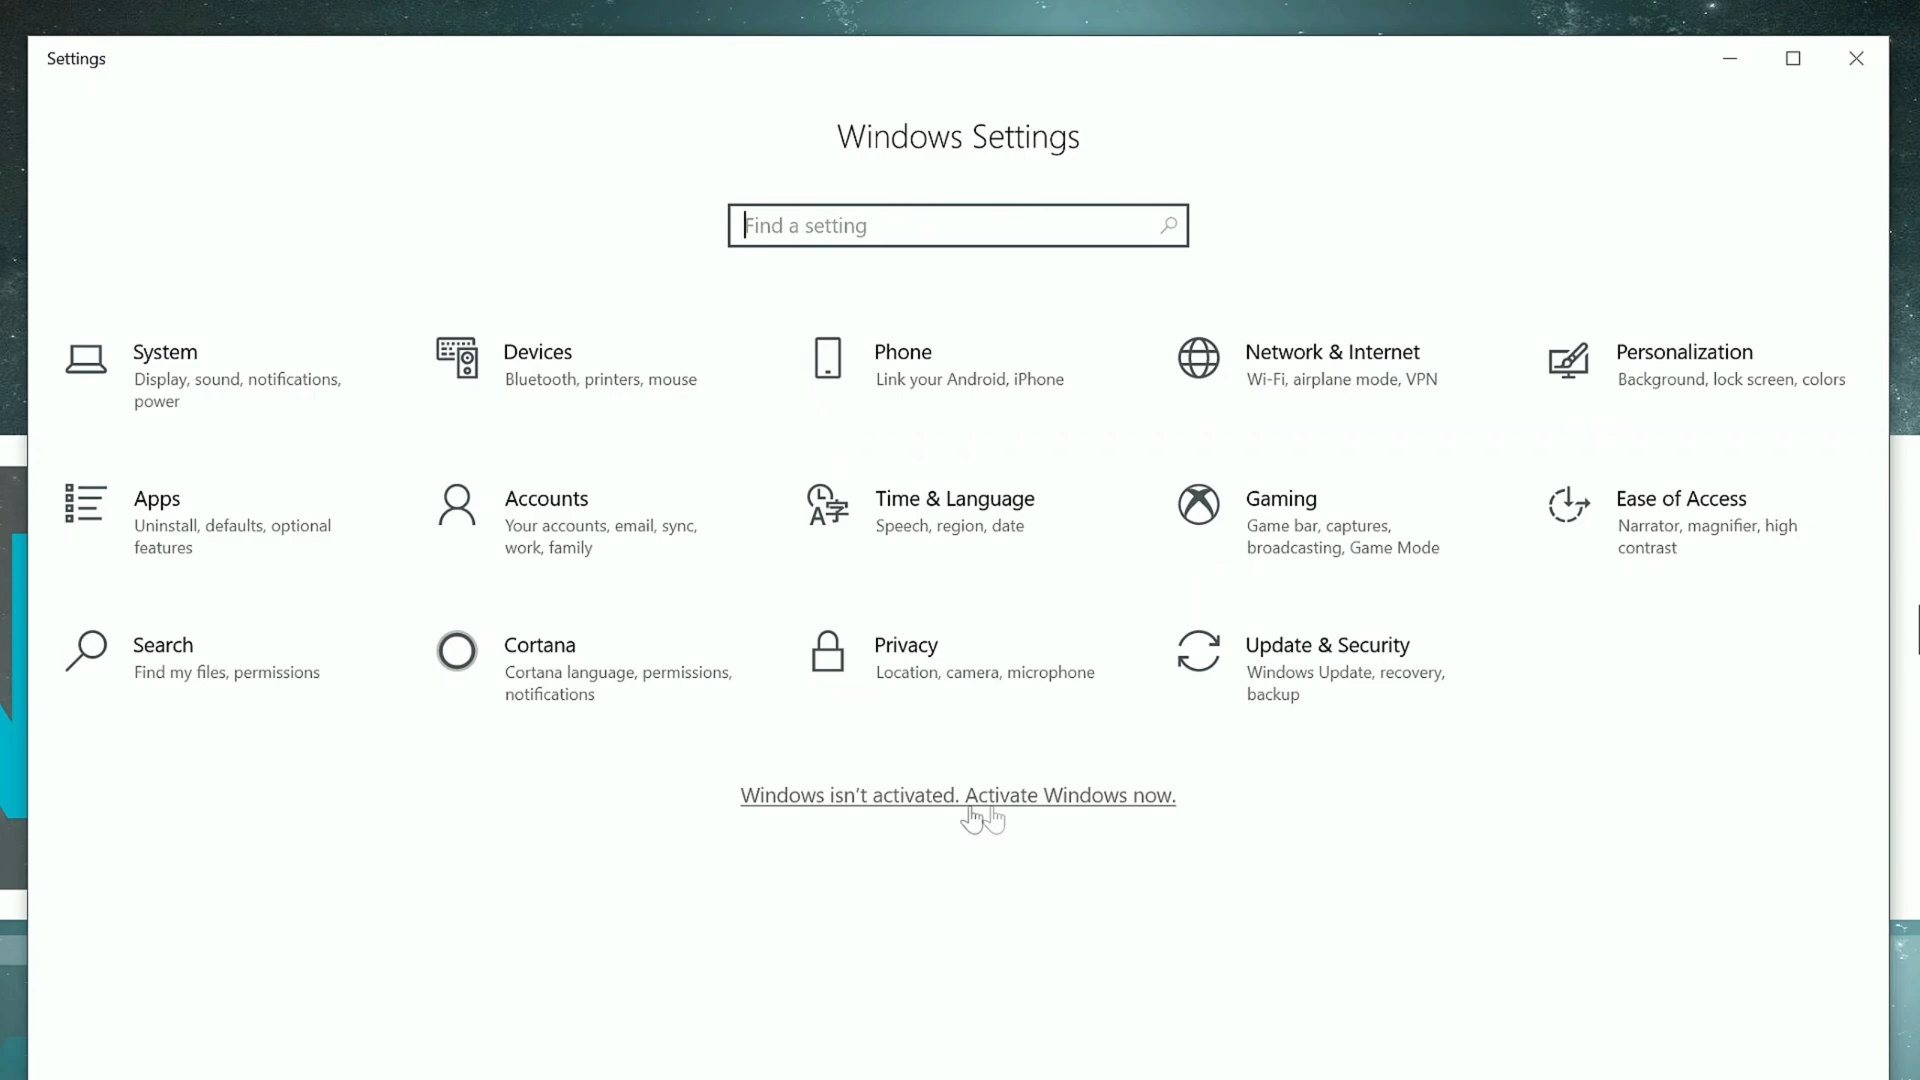 Settings
Windows Settings
Find a setting
System
Display, sound, notifications,
power
Devices
Bluetooth, printers, mouse
Phone
Link your Android, iPhone
Network & Internet
Wi-Fi, airplane mode, VPN
Personalization
Background, lock screen, colors
Apps
Uninstall, defaults, optional
features
Accounts
Your accounts, email, sync,
work, family
Time & Language
Speech, region, date
Gaming
Game bar, captures,
broadcasting, Game Mode
Ease of Access
Narrator, magnifier, high
contrast
Search
Find my files, permissions
Cortana
Cortana language, permissions,
notifications
Privacy
Location, camera, microphone
Update & Security
Windows Update, recovery,
backup
Windows isn't activated. Activate Windows now.